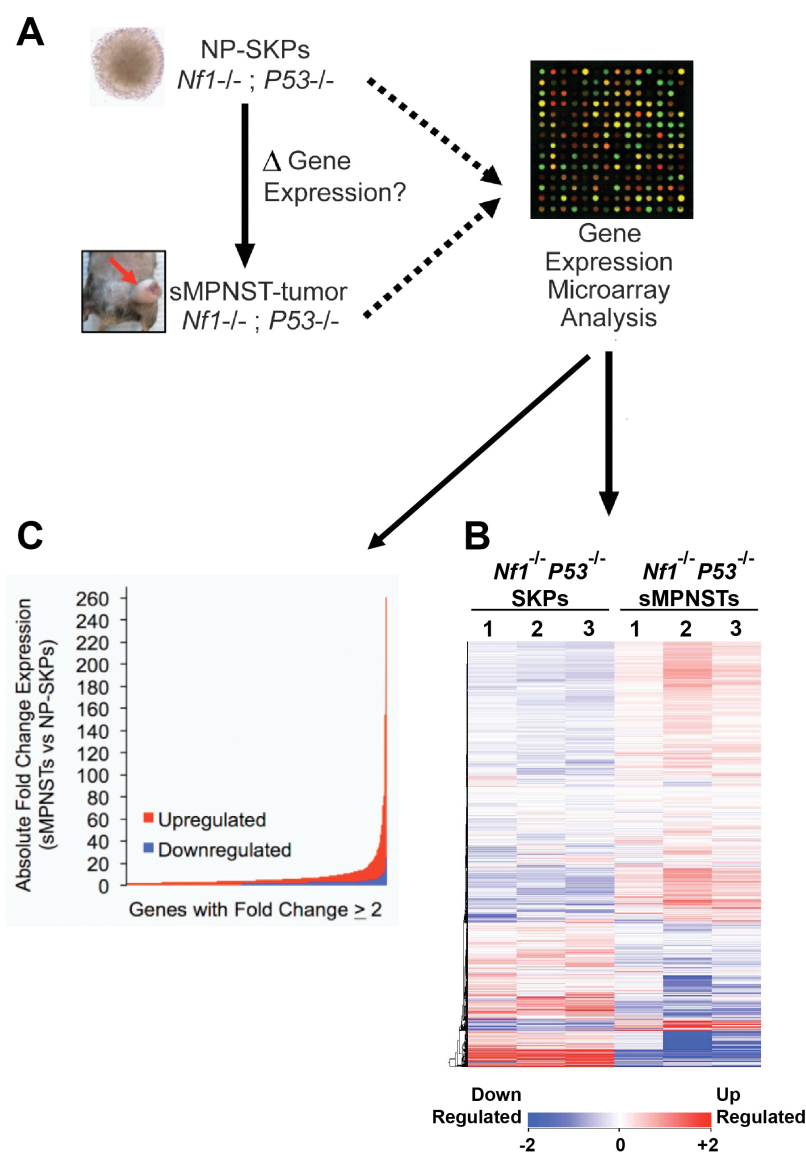 A
NP-SKPs
Nf1-/- ; P53-/-
Δ Gene
Expression?
sMPNST-tumor
Nf1-/- ; P53-/-
Gene
Expression
Microarray
Analysis
C
Absolute Fold Change Expression
(sMPNSTs vs NP-SKPs)
260
240
220
200
180
160
140
120
100
80
60
40
20
0
Upregulated
Downregulated
Genes with Fold Change ≥ 2
B
Nf1-/- P53-/- Nf1-/- P53-/-
SKPs sMPNSTs
1 2 3 1 2 3
Down Up
Regulated Regulated
-2 0 +2